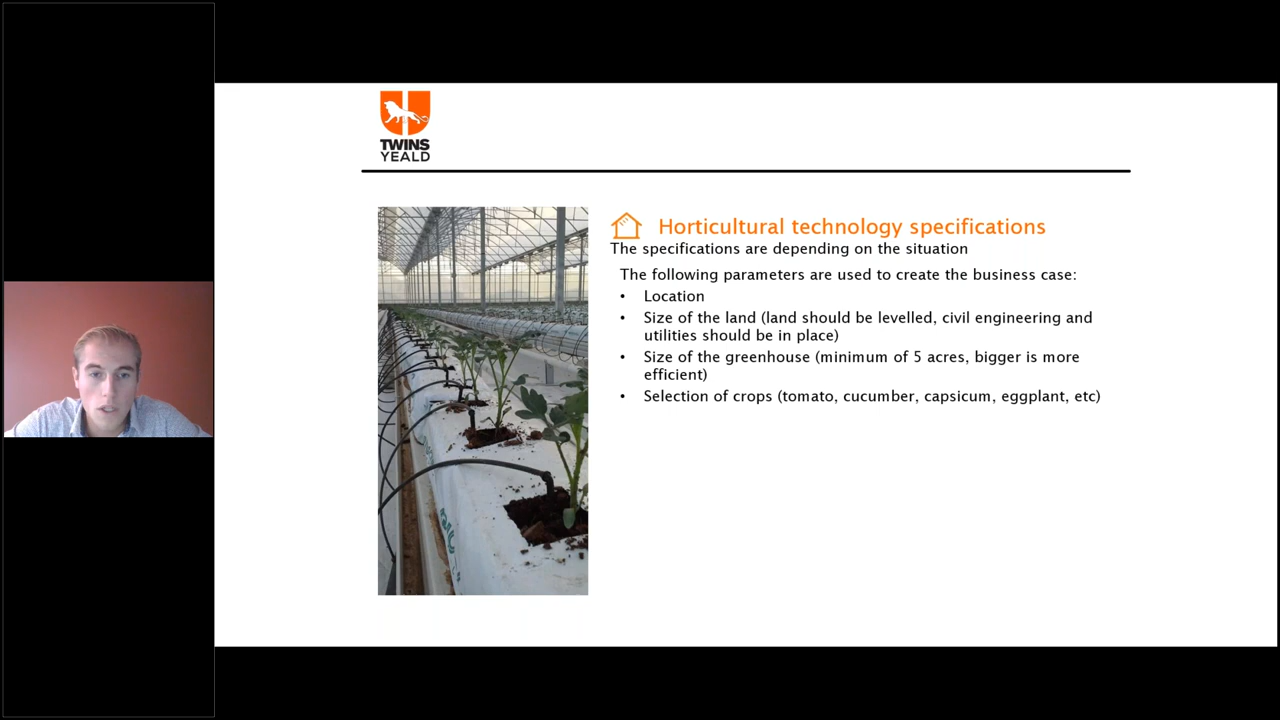 TWINS
YEALD
Horticultural technology specifications
The specifications are depending on the situation
The following parameters are used to create the business case:
• Location
• Size of the land (land should be levelled, civil engineering and
utilities should be in place)
• Size of the greenhouse (minimum of 5 acres, bigger is more
efficient)
• Selection of crops (tomato, cucumber, capsicum, eggplant, etc)